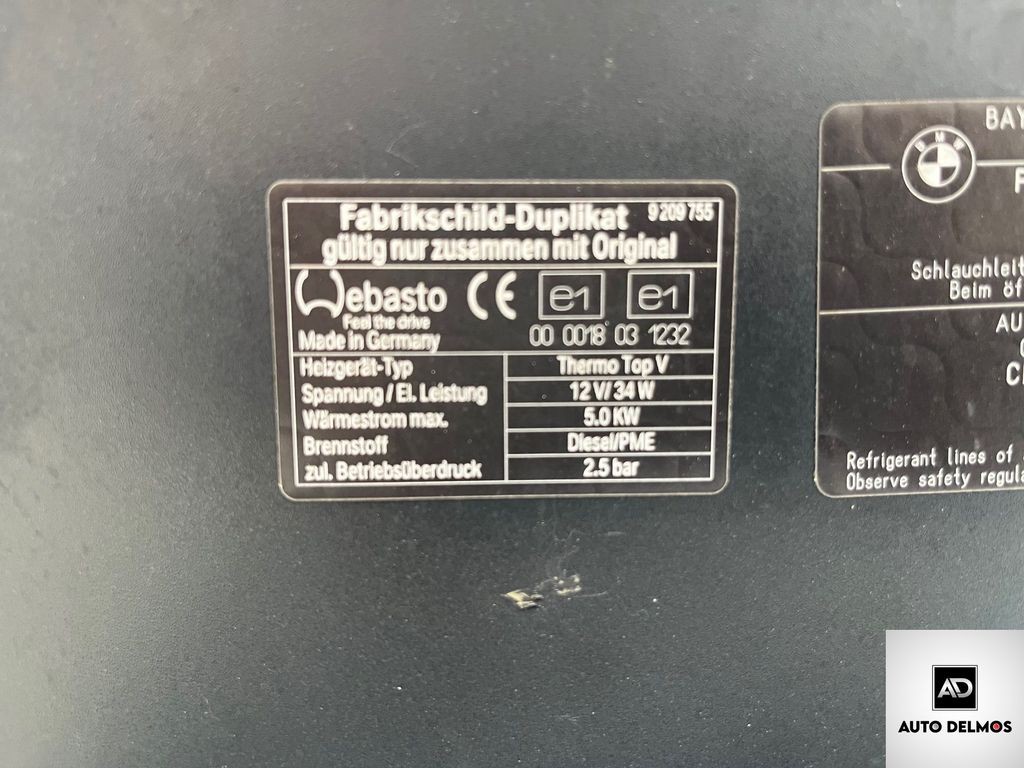 Fabrikschild-Duplikat 9 209 755
gültig nur zusammen mit Original
Webasto CE e1 e1
Feel the drive
Made in Germany 00 0018 03 1232
Heizgerät-Typ Thermo Top V
Spannung / El. Leistung 12 V/ 34 W
Wärmestrom max. 5.0 KW
Brennstoff Diesel/PME
zul. Betriebsüberdruck 2.5 bar
BAY
BMW
F
Schlauchleit
Beim öf
AU
Refrigerant lines of
Observe safety regula
AD
AUTO DELMOS